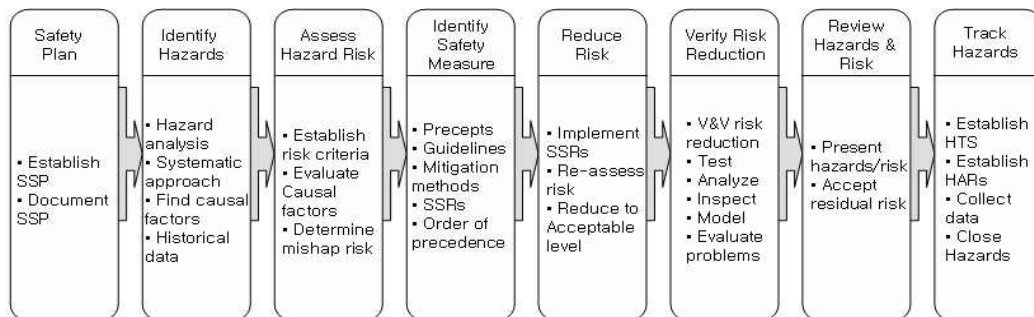 Safety
Plan
▪ Establish
SSP
▪ Document
SSP
Identify
Hazards
▪ Hazard
analysis
▪ Systematic
approach
▪ Find causal
factors
▪ Historical
data
Assess
Hazard Risk
▪ Establish
risk criteria
▪ Evaluate
Causal
factors
▪ Determine
mishap risk
Identify
Safety
Measure
▪ Precepts
▪ Guidelines
▪ Mitigation
methods
▪ SSRs
▪ Order of
precedence
Reduce
Risk
▪ Implement
SSRs
▪ Re-assess
risk
▪ Reduce to
Acceptable
level
Verify Risk
Reduction
▪ V&V risk
reduction
▪ Test
▪ Analyze
▪ Inspect
▪ Model
▪ Evaluate
problems
Review
Hazards &
Risk
▪ Present
hazards/risk
▪ Accept
residual risk
Track
Hazards
▪ Establish
HTS
▪ Establish
HARs
▪ Collect
data
▪ Close
Hazards